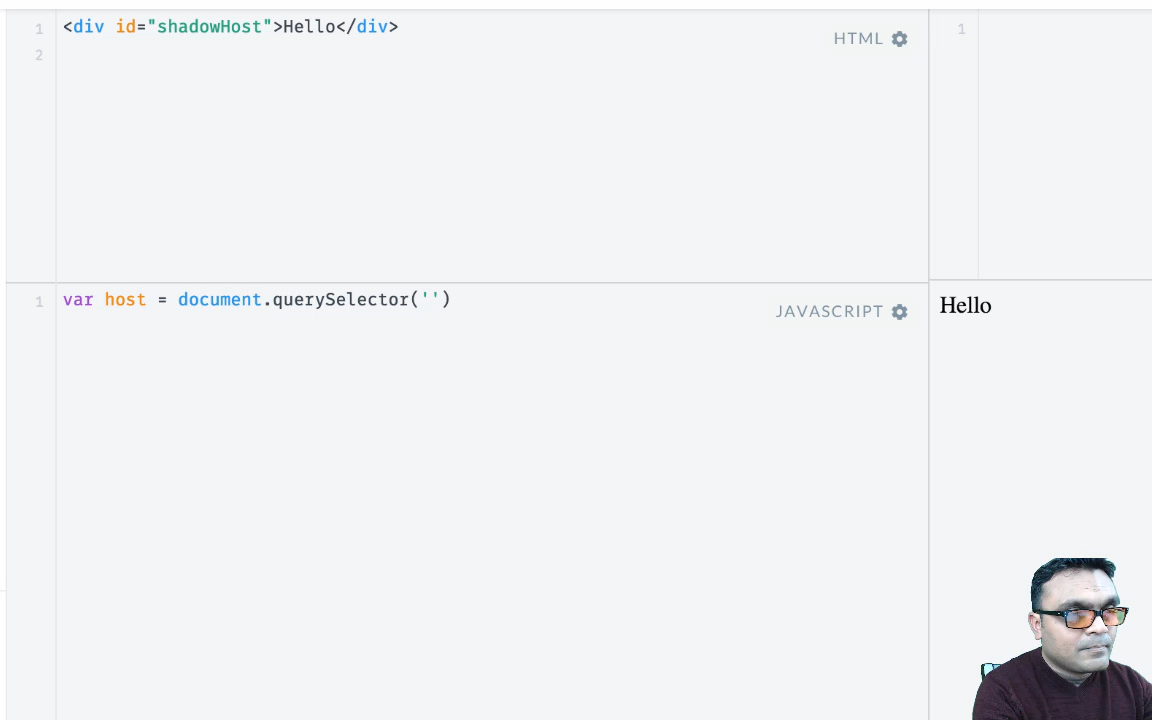 1 <div id="shadowHost">Hello</div>
2
HTML
1
1 var host = document.querySelector('')
JAVASCRIPT
Hello